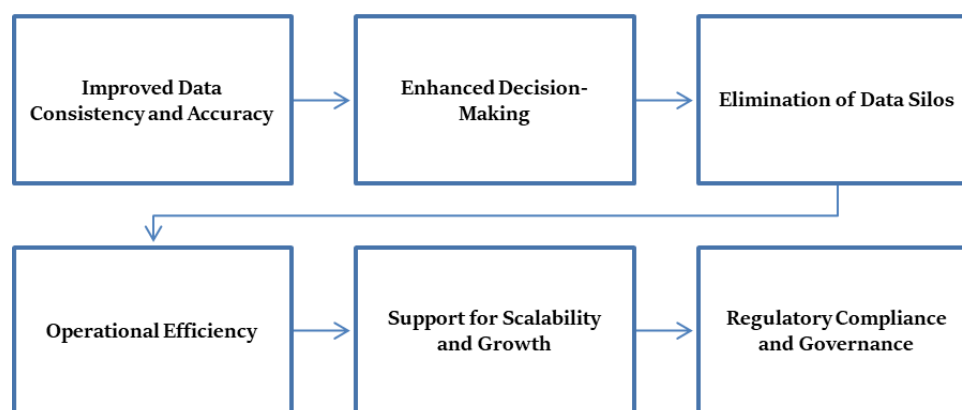 Improved Data
Consistency and Accuracy
Enhanced Decision-
Making
Elimination of Data Silos
Operational Efficiency
Support for Scalability
and Growth
Regulatory Compliance
and Governance